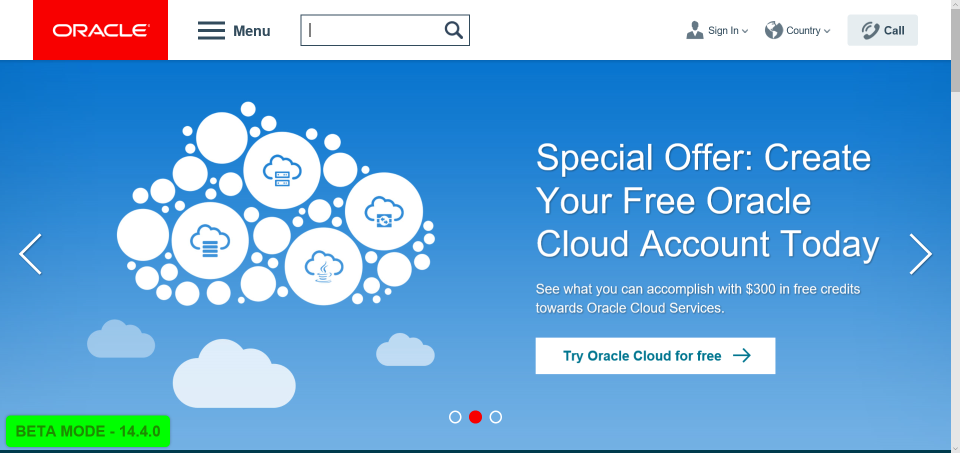 ORACLE
Menu
Sign In
Country
Call
Special Offer: Create
Your Free Oracle
Cloud Account Today
See what you can accomplish with $300 in free credits
towards Oracle Cloud Services.
Try Oracle Cloud for free
BETA MODE - 14.4.0